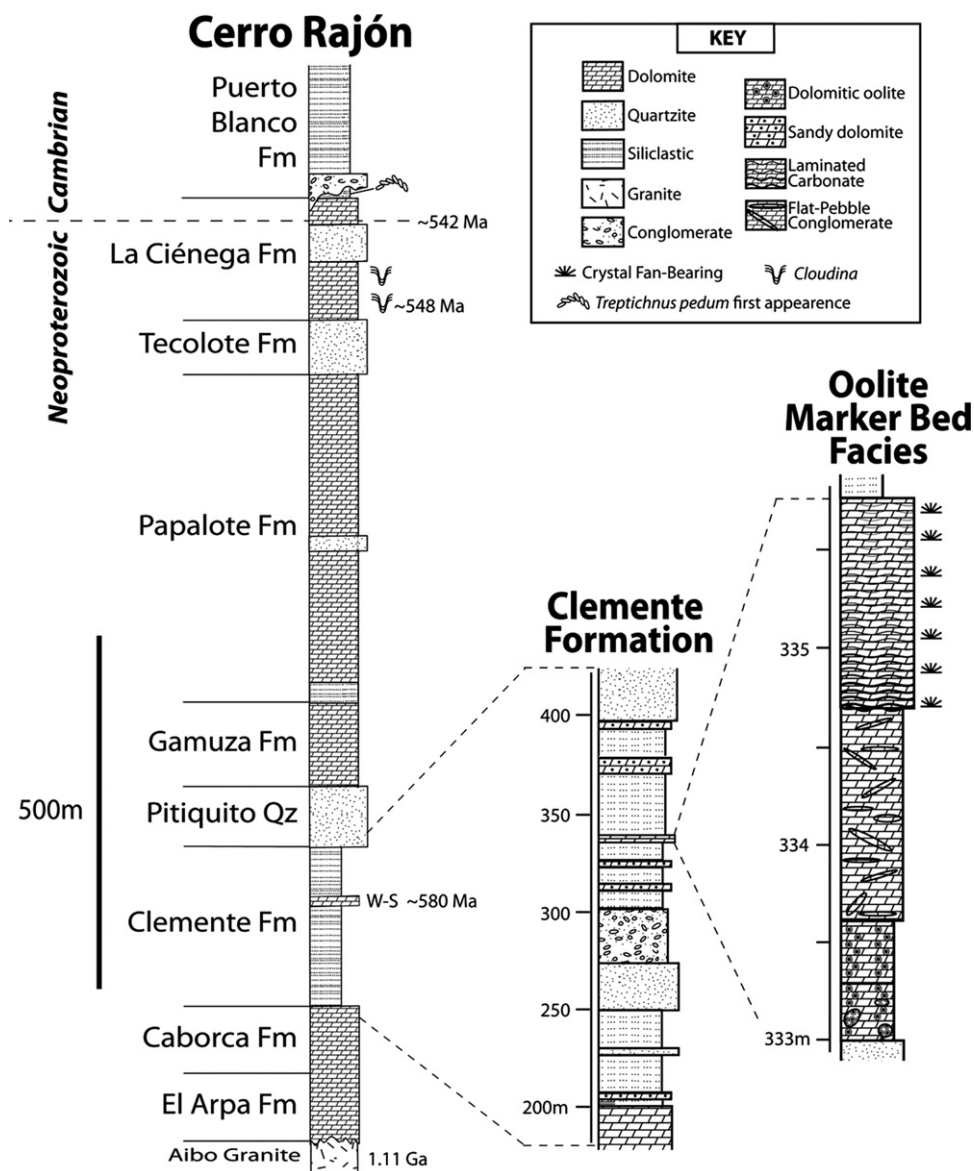 Cerro Rajón
Puerto
Blanco
Fm
Cambrian
Neoproterozoic
~542 Ma
La Ciénega Fm
~548 Ma
Tecolote Fm
Papalote Fm
Gamuza Fm
500m
Pitiquito Qz
W-S ~580 Ma
Clemente Fm
Caborca Fm
El Arpa Fm
Aibo Granite
1.11 Ga
KEY
Dolomite
Quartzite
Siliclastic
Granite
Conglomerate
Dolomitic oolite
Sandy dolomite
Laminated
Carbonate
Flat-Pebble
Conglomerate
Crystal Fan-Bearing
Cloudina
Treptichnus pedum first appearence
Clemente
Formation
400
350
300
250
200m
Oolite
Marker Bed
Facies
335
334
333m